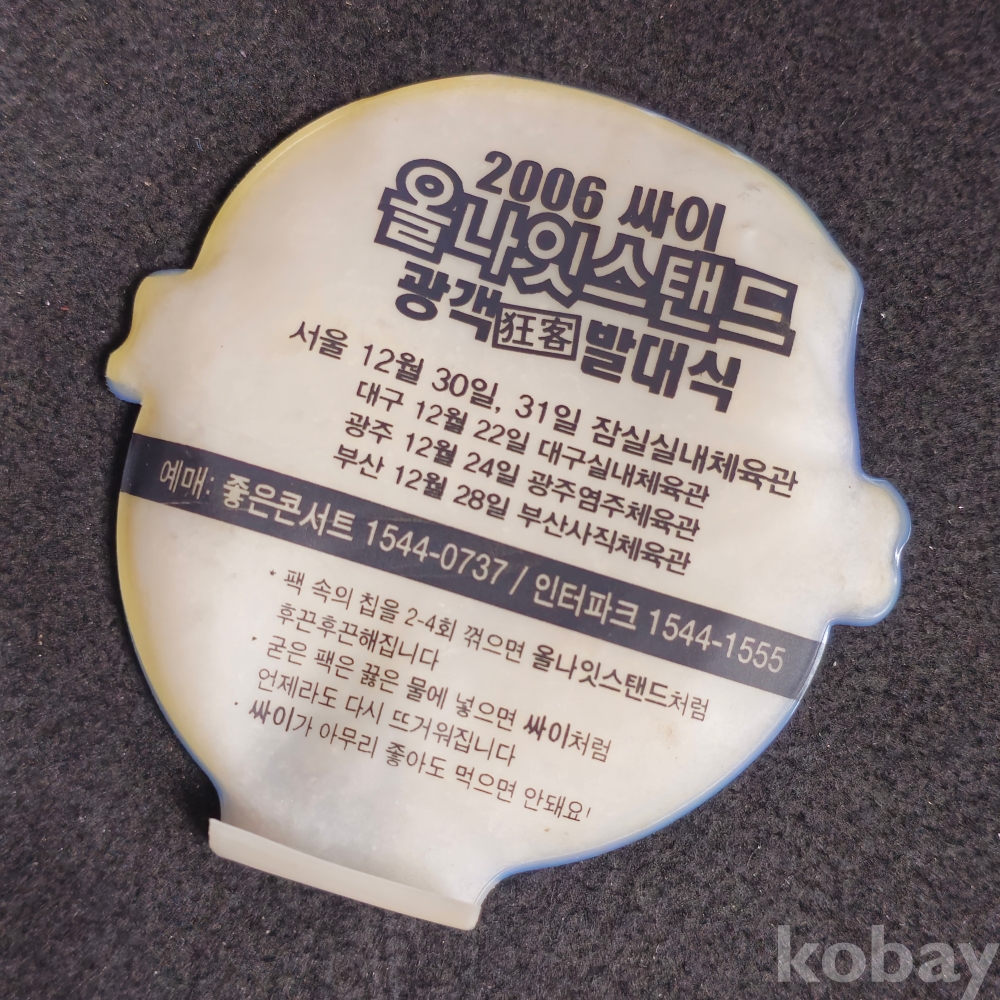 2006 싸이
올나잇스탠드
광객 狂客 발대식
서울 12월 30일, 31일 잠실실내체육관
대구 12월 22일 대구실내체육관
광주 12월 24일 광주염주체육관
부산 12월 28일 부산사직체육관
예매: 좋은콘서트 1544-0737 / 인터파크 1544-1555
· 팩 속의 칩을 2-4회 꺾으면 올나잇스탠드처럼
후끈후끈해집니다
· 굳은 팩은 끓은 물에 넣으면 싸이처럼
언제라도 다시 뜨거워집니다
· 싸이가 아무리 좋아도 먹으면 안돼요!
kobay